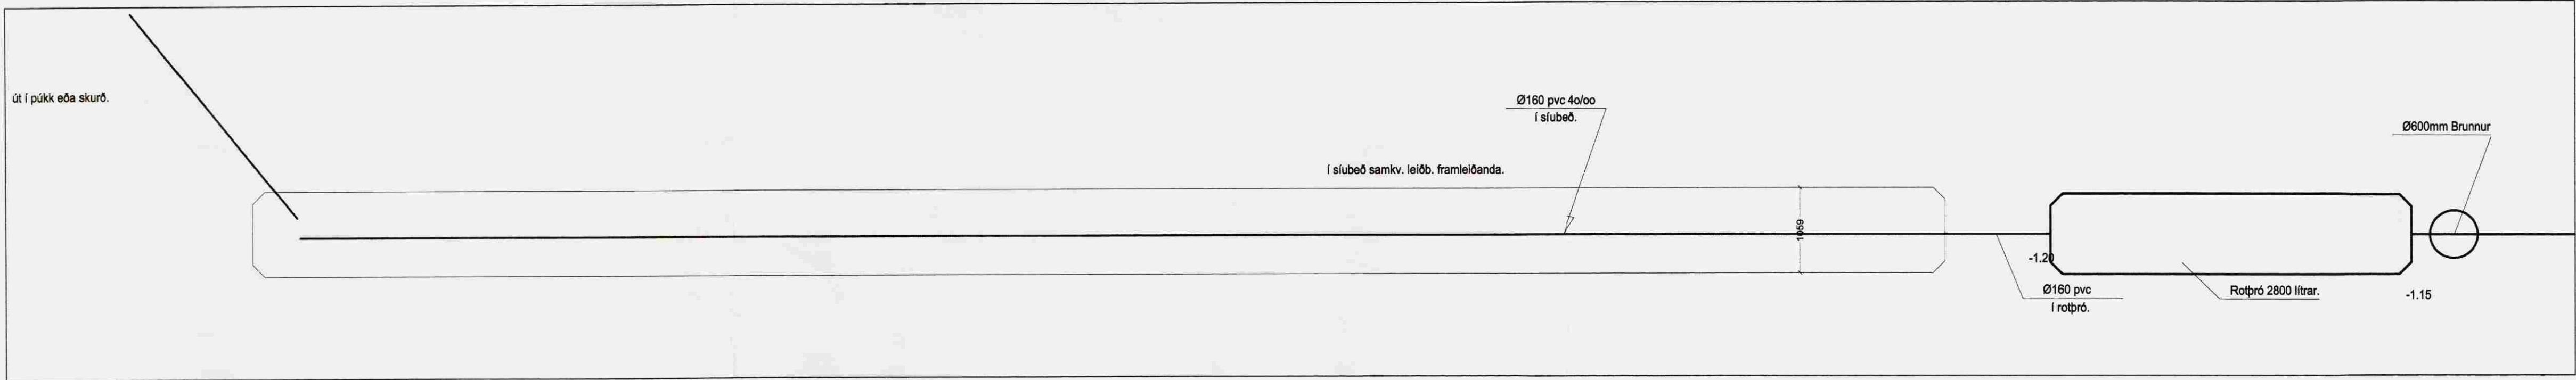 út í púkk eða skurð.
Ø160 pvc 4o/oo
í síubeð.
í síubeð samkv. leiðb. framleiðanda.
1059
Ø600mm Brunnur
-1.20
Ø160 pvc
í rotþró.
Rotþró 2800 lítrar.
-1.15